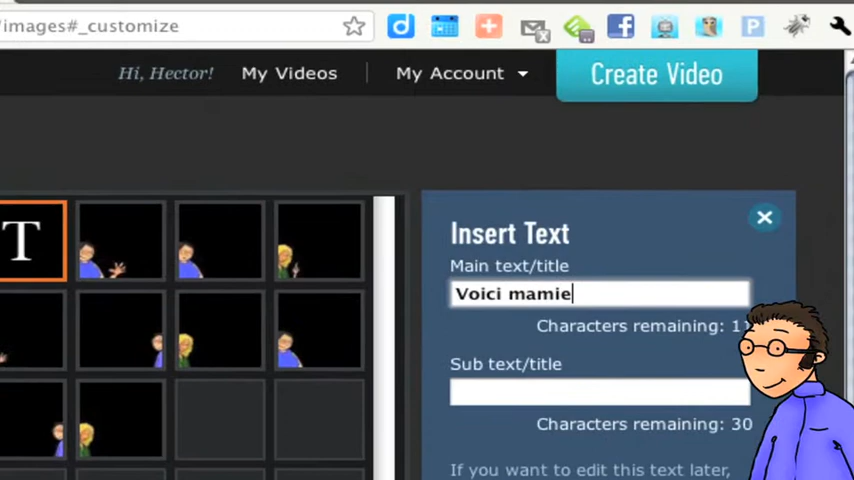 /images#_customize
Hi, Hector!
My Videos
My Account
Create Video
T
Insert Text
Main text/title
Voici mamie
Characters remaining:
Sub text/title
Characters remaining: 30
If you want to edit this text later,